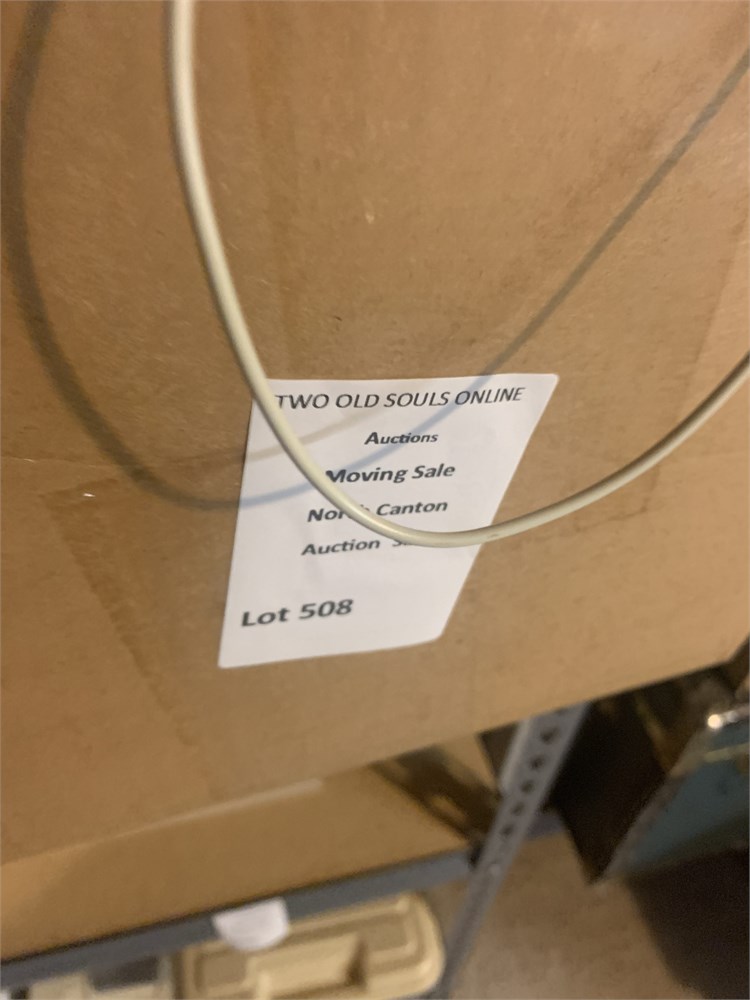 TWO OLD SOULS ONLINE
Auctions
Moving Sale
Canton
Auction
Lot 508